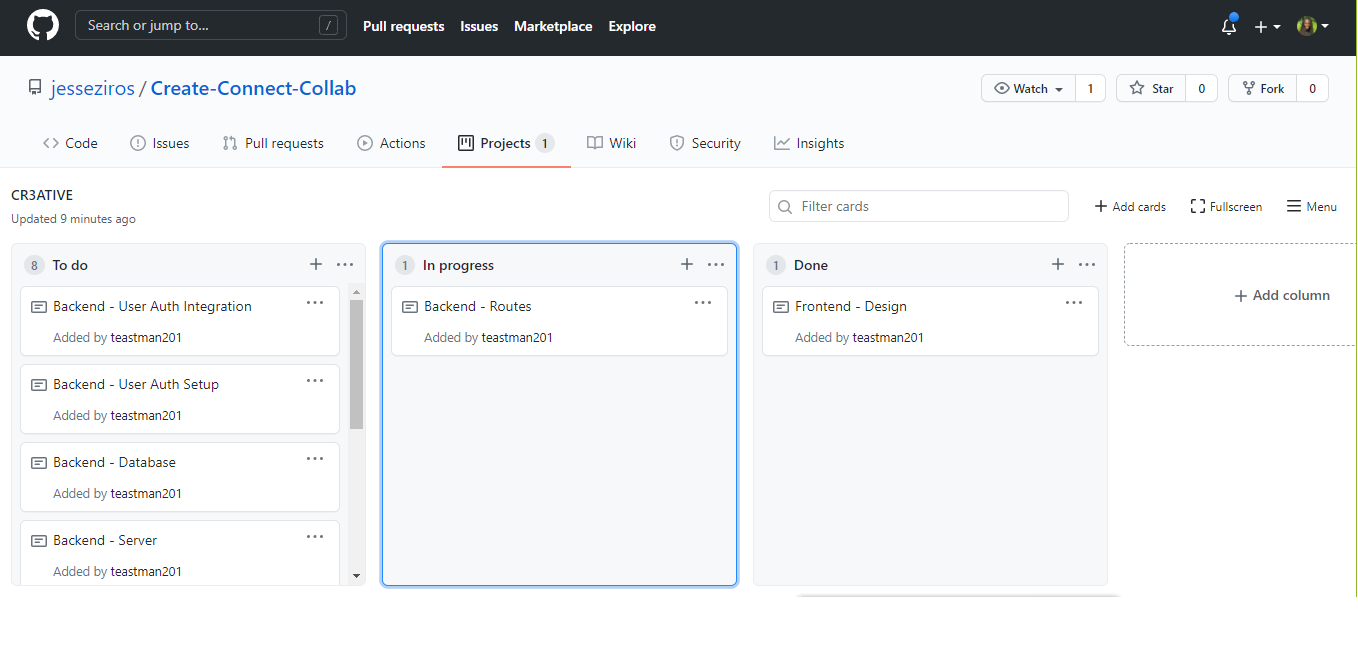 Search or jump to... /
Pull requests Issues Marketplace Explore
jesseziros / Create-Connect-Collab
Watch 1 Star 0 Fork 0
Code Issues Pull requests Actions Projects 1 Wiki Security Insights
CR3ATIVE
Updated 9 minutes ago
Filter cards
Add cards Fullscreen Menu
8 To do
Backend - User Auth Integration
Added by teastman201
Backend - User Auth Setup
Added by teastman201
Backend - Database
Added by teastman201
Backend - Server
Added by teastman201
1 In progress
Backend - Routes
Added by teastman201
1 Done
Frontend - Design
Added by teastman201
Add column